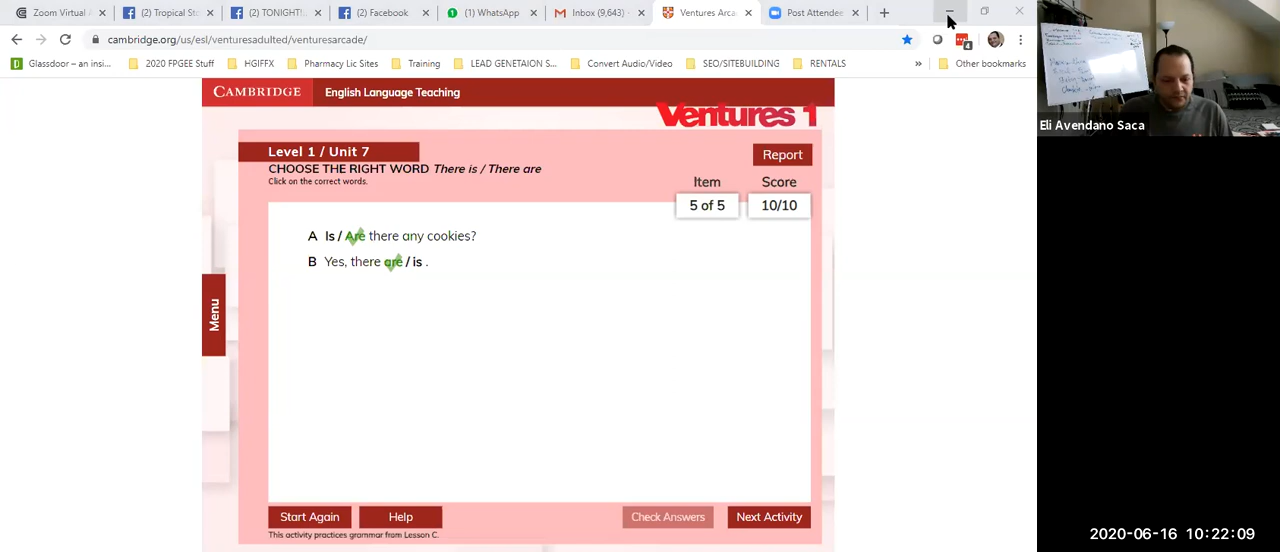 Zoom Virtual A
(2) Tropical Sto
(2) TONIGHT!
(2) Facebook
(1) WhatsApp
Inbox (9,643) -
Ventures Arca
Post Attendee
cambridge.org/us/esl/venturesadulted/venturesarcade/
4
Glassdoor – an insi...
2020 FPGEE Stuff
HGIFFX
Pharmacy Lic Sites
Training
LEAD GENETAION S...
Convert Audio/Video
SEO/SITEBUILDING
RENTALS
»
Other bookmarks
CAMBRIDGE
English Language Teaching
Ventures 1
Level 1 / Unit 7
CHOOSE THE RIGHT WORD There is / There are
Click on the correct words.
Report
Item
Score
5 of 5
10/10
A Is / Are there any cookies?
B Yes, there are / is .
Menu
Start Again
Help
Check Answers
Next Activity
This activity practices grammar from Lesson C.
Eli Avendano Saca
2020-06-16 10:22:09